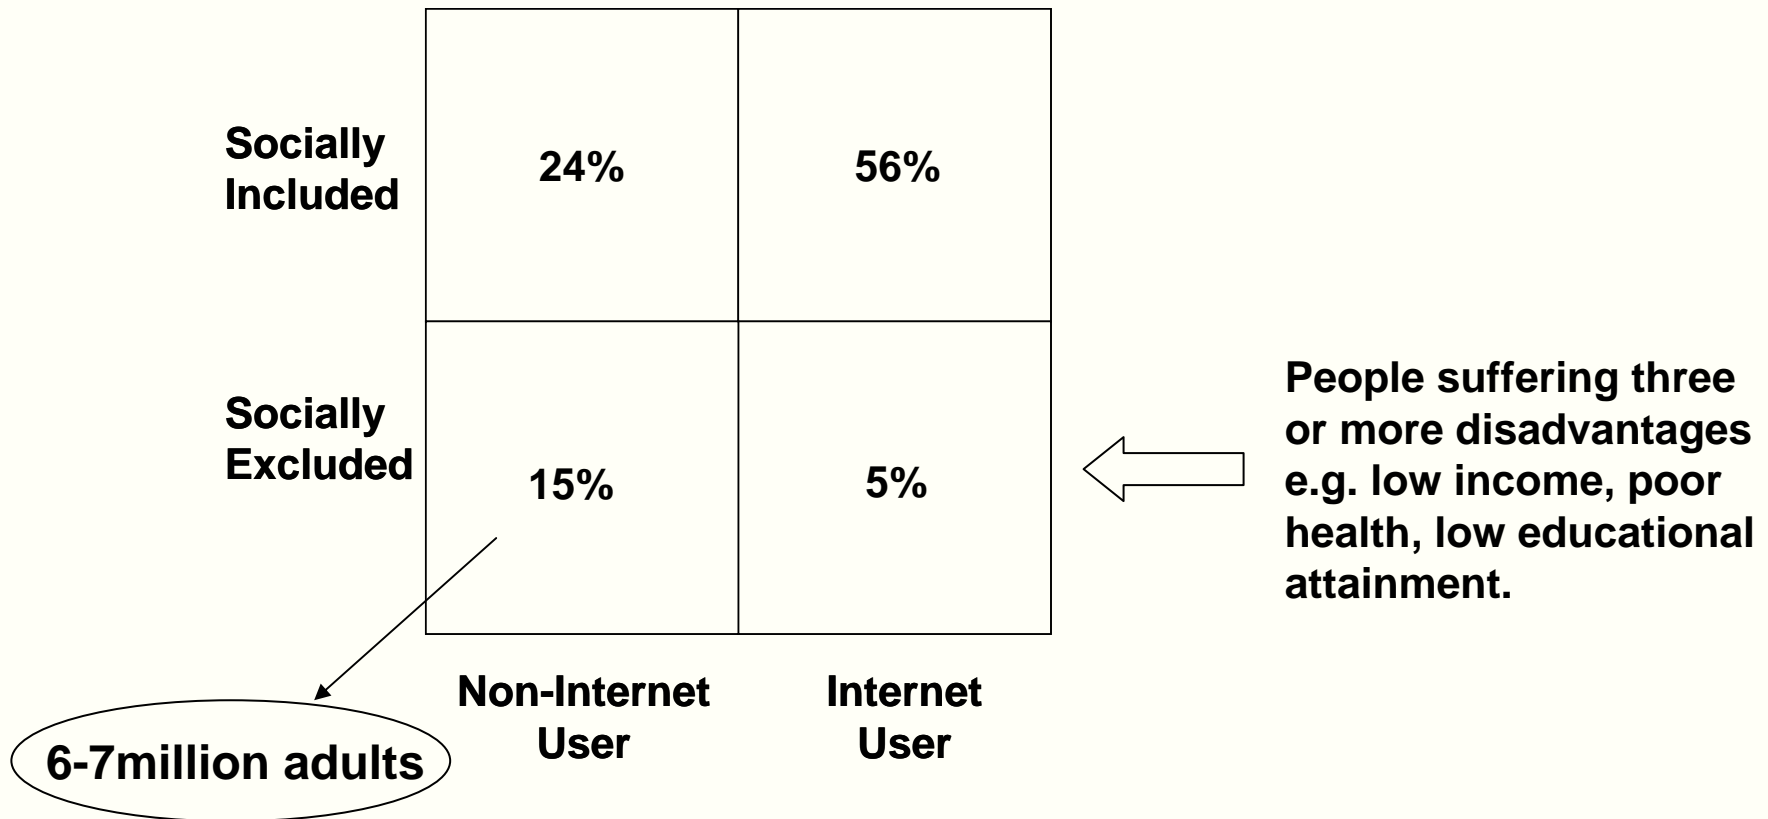 Socially
Included
24%
56%
Socially
Excluded
15%
5%
People suffering three
or more disadvantages
e.g. low income, poor
health, low educational
attainment.
Non-Internet
User
Internet
User
6-7million adults